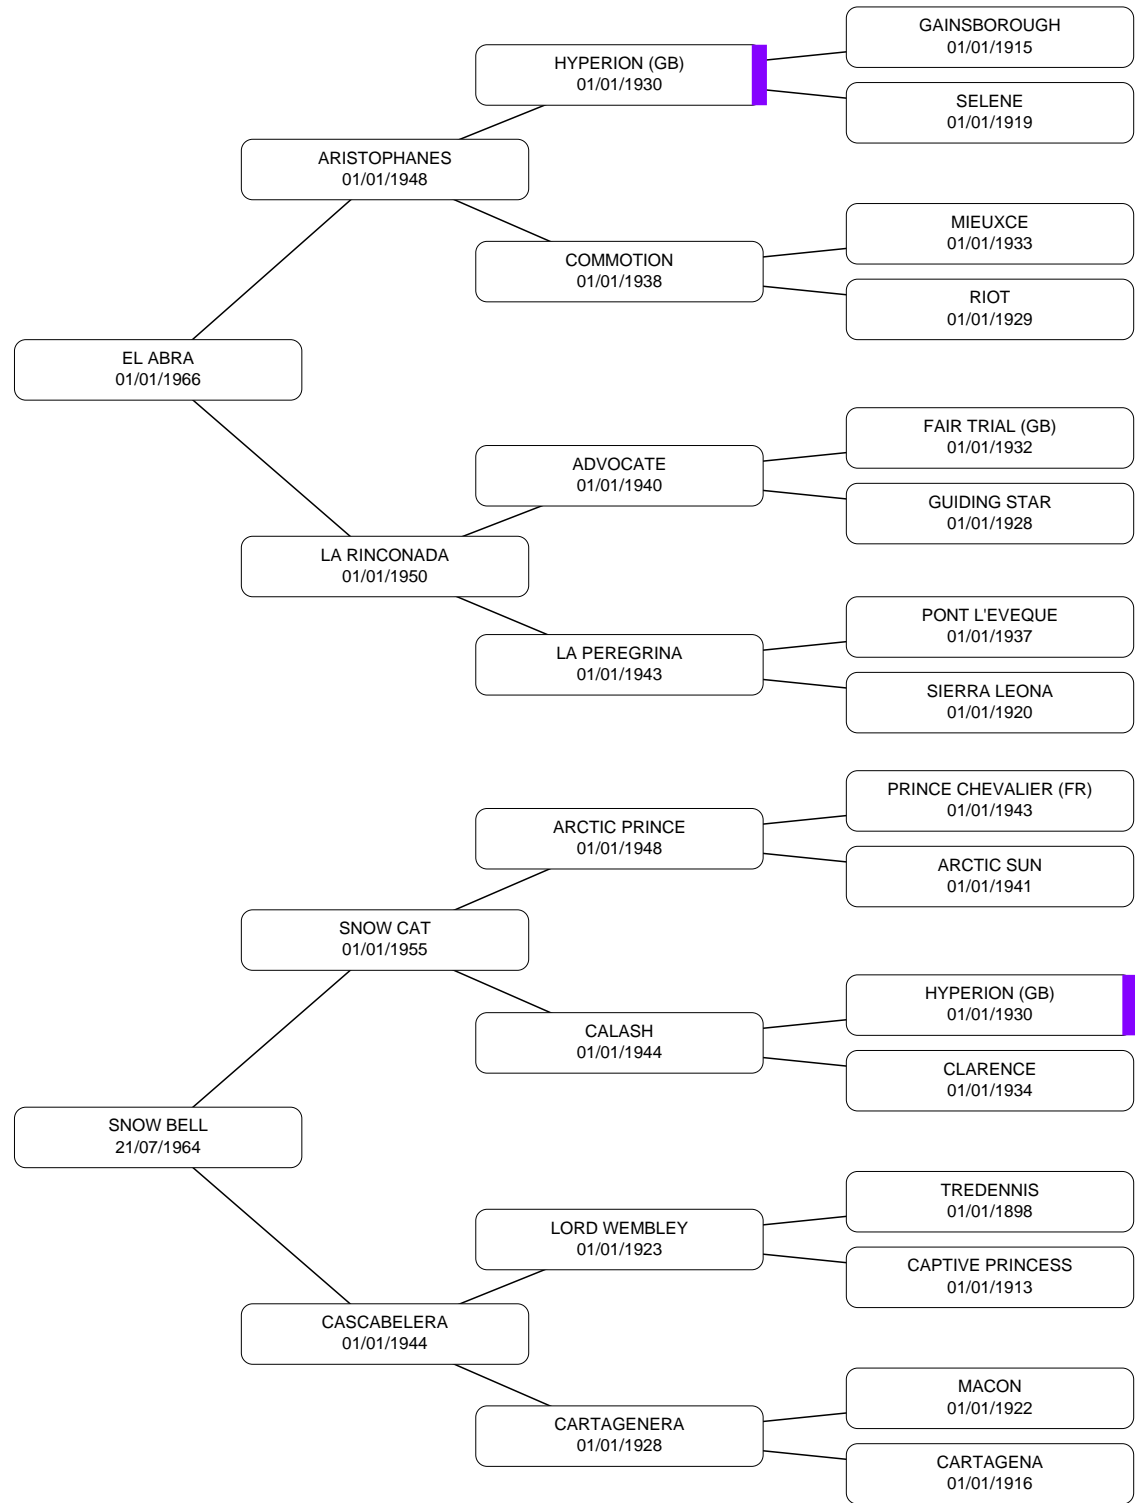 GAINSBOROUGH
01/01/1915
HYPERION (GB)
01/01/1930
SELENE
01/01/1919
ARISTOPHANES
01/01/1948
MIEUXCE
01/01/1933
COMMOTION
01/01/1938
RIOT
01/01/1929
EL ABRA
01/01/1966
FAIR TRIAL (GB)
01/01/1932
ADVOCATE
01/01/1940
GUIDING STAR
01/01/1928
LA RINCONADA
01/01/1950
PONT L'EVEQUE
01/01/1937
LA PEREGRINA
01/01/1943
SIERRA LEONA
01/01/1920
PRINCE CHEVALIER (FR)
01/01/1943
ARCTIC PRINCE
01/01/1948
ARCTIC SUN
01/01/1941
SNOW CAT
01/01/1955
HYPERION (GB)
01/01/1930
CALASH
01/01/1944
CLARENCE
01/01/1934
SNOW BELL
21/07/1964
TREDENNIS
01/01/1898
LORD WEMBLEY
01/01/1923
CAPTIVE PRINCESS
01/01/1913
CASCABELERA
01/01/1944
MACON
01/01/1922
CARTAGENERA
01/01/1928
CARTAGENA
01/01/1916